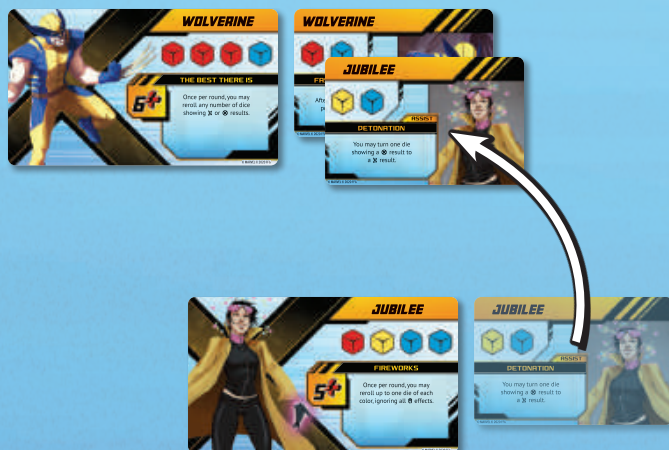 WOLVERINE
THE BEST THERE IS
6+
Once per round, you may
reroll any number of dice
showing or results.
WOLVERINE
FR
Afte
P
JUBILEE
ASSIST
DETONATION
You may turn one die
showing a result to
a result.
JUBILEE
FIREWORKS
5+
Once per round, you may
reroll up to one die of each
color, ignoring all effects.
JUBILEE
ASSIST
DETONATION
You may turn one die
showing a result to
a result.